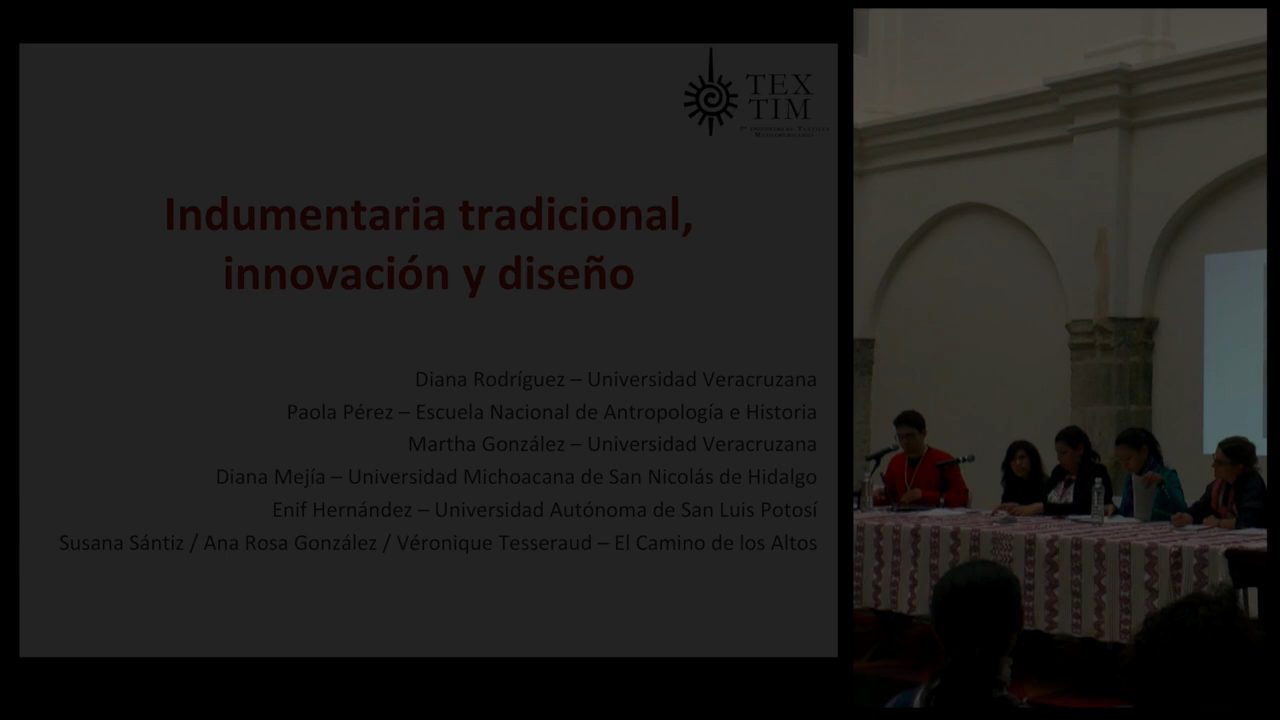 TEX
TIM
Indumentaria tradicional,
innovación y diseño
Diana Rodríguez – Universidad Veracruzana
Paola Pérez – Escuela Nacional de Antropología e Historia
Martha González – Universidad Veracruzana
Diana Mejía – Universidad Michoacana de San Nicolás de Hidalgo
Enif Hernández – Universidad Autónoma de San Luis Potosí
Susana Sántiz / Ana Rosa González / Véronique Tesseraud – El Camino de los Altos